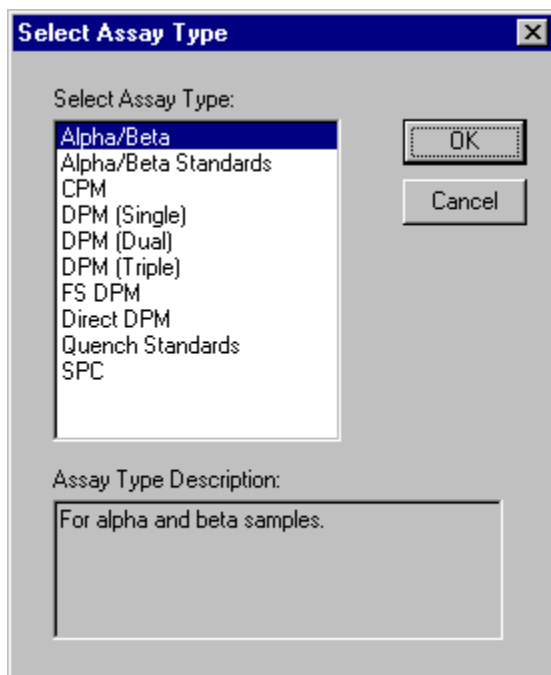 Select Assay Type
Select Assay Type:
Alpha/Beta
Alpha/Beta Standards
CPM
DPM (Single)
DPM (Dual)
DPM (Triple)
FS DPM
Direct DPM
Quench Standards
SPC
OK
Cancel
Assay Type Description:
For alpha and beta samples.